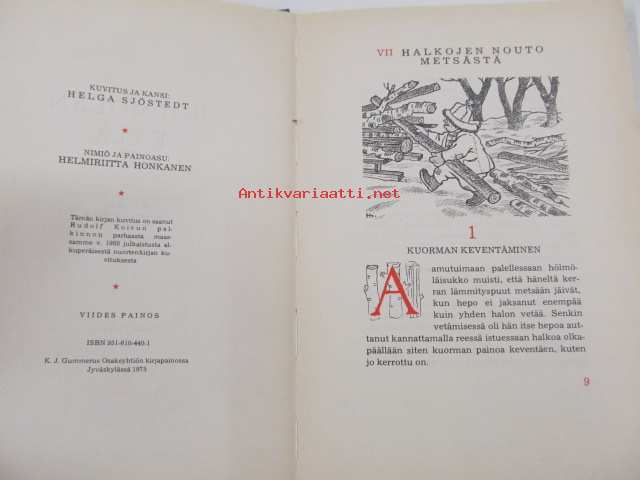 KUVITUS JA KANSI:
HELGA SJÖSTEDT
NIMIÖ JA PAINOASU:
HELMIRIITTA HONKANEN
Tämän kirjan kuvitus on saanut
Rudolf Koivun pal-
kinnon parhaasta maas-
samme v. 1960 julkaistusta al-
kuperäisestä nuortenkirjan ku-
vituksesta
VIIDES PAINOS
ISBN 951-610-440-1
K. J. Gummerus Osakeyhtiön kirjapainossa
Jyväskylässä 1973
VII HALKOJEN NOUTO
METSÄSTÄ
Antikvariaatti.net
1
KUORMAN KEVENTÄMINEN
Aamutuimaan palellessaan hölmö-
läisukko muisti, että häneltä ker-
ran lämmityspuut metsään jäivät,
kun hepo ei jaksanut enempää
kuin yhden halon vetää. Senkin
vetämisessä oli hän itse hepoa aut-
tanut kannattamalla reessä istuessaan halkoa olka-
päällään siten kuorman painoa keventäen, kuten
jo kerrottu on.
9